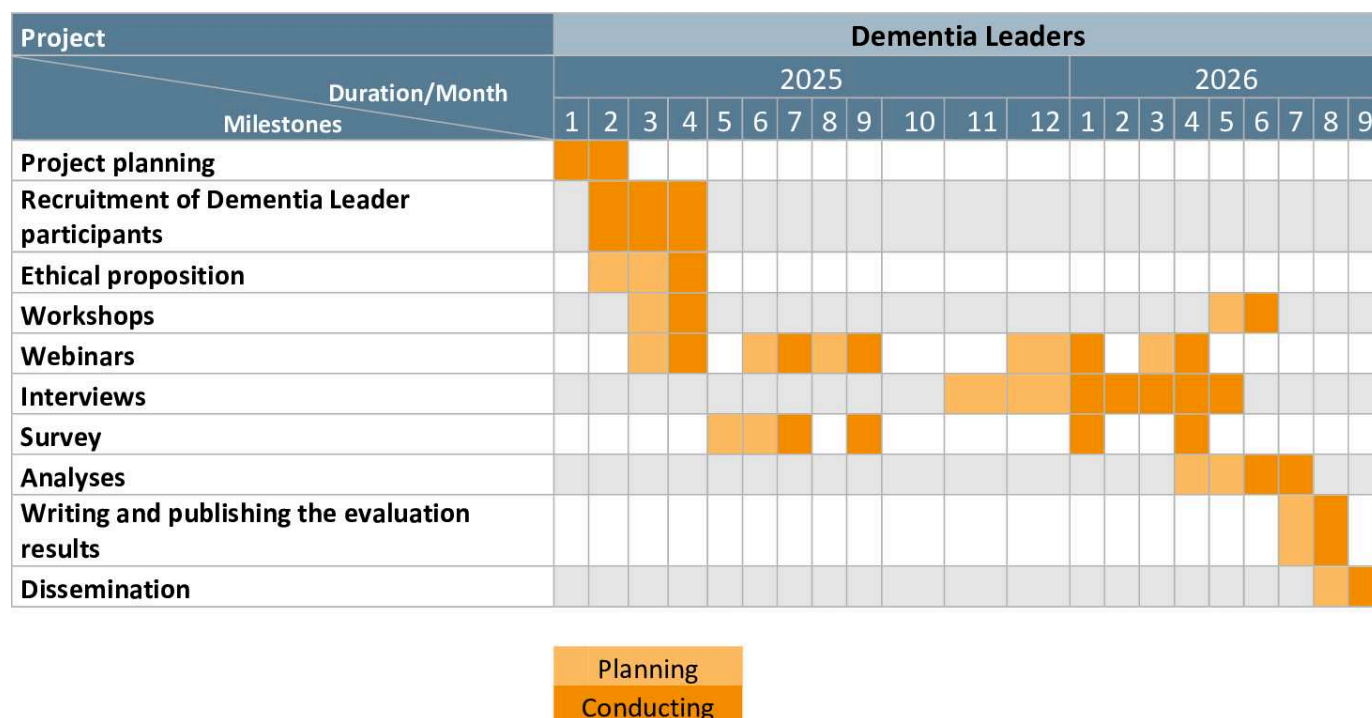 Project
Dementia Leaders
Duration/Month
2025
2026
Milestones
1 2 3 4 5 6 7 8 9 10 11 12 1 2 3 4 5 6 7 8 9
Project planning
Recruitment of Dementia Leader
participants
Ethical proposition
Workshops
Webinars
Interviews
Survey
Analyses
Writing and publishing the evaluation
results
Dissemination
Planning
Conducting